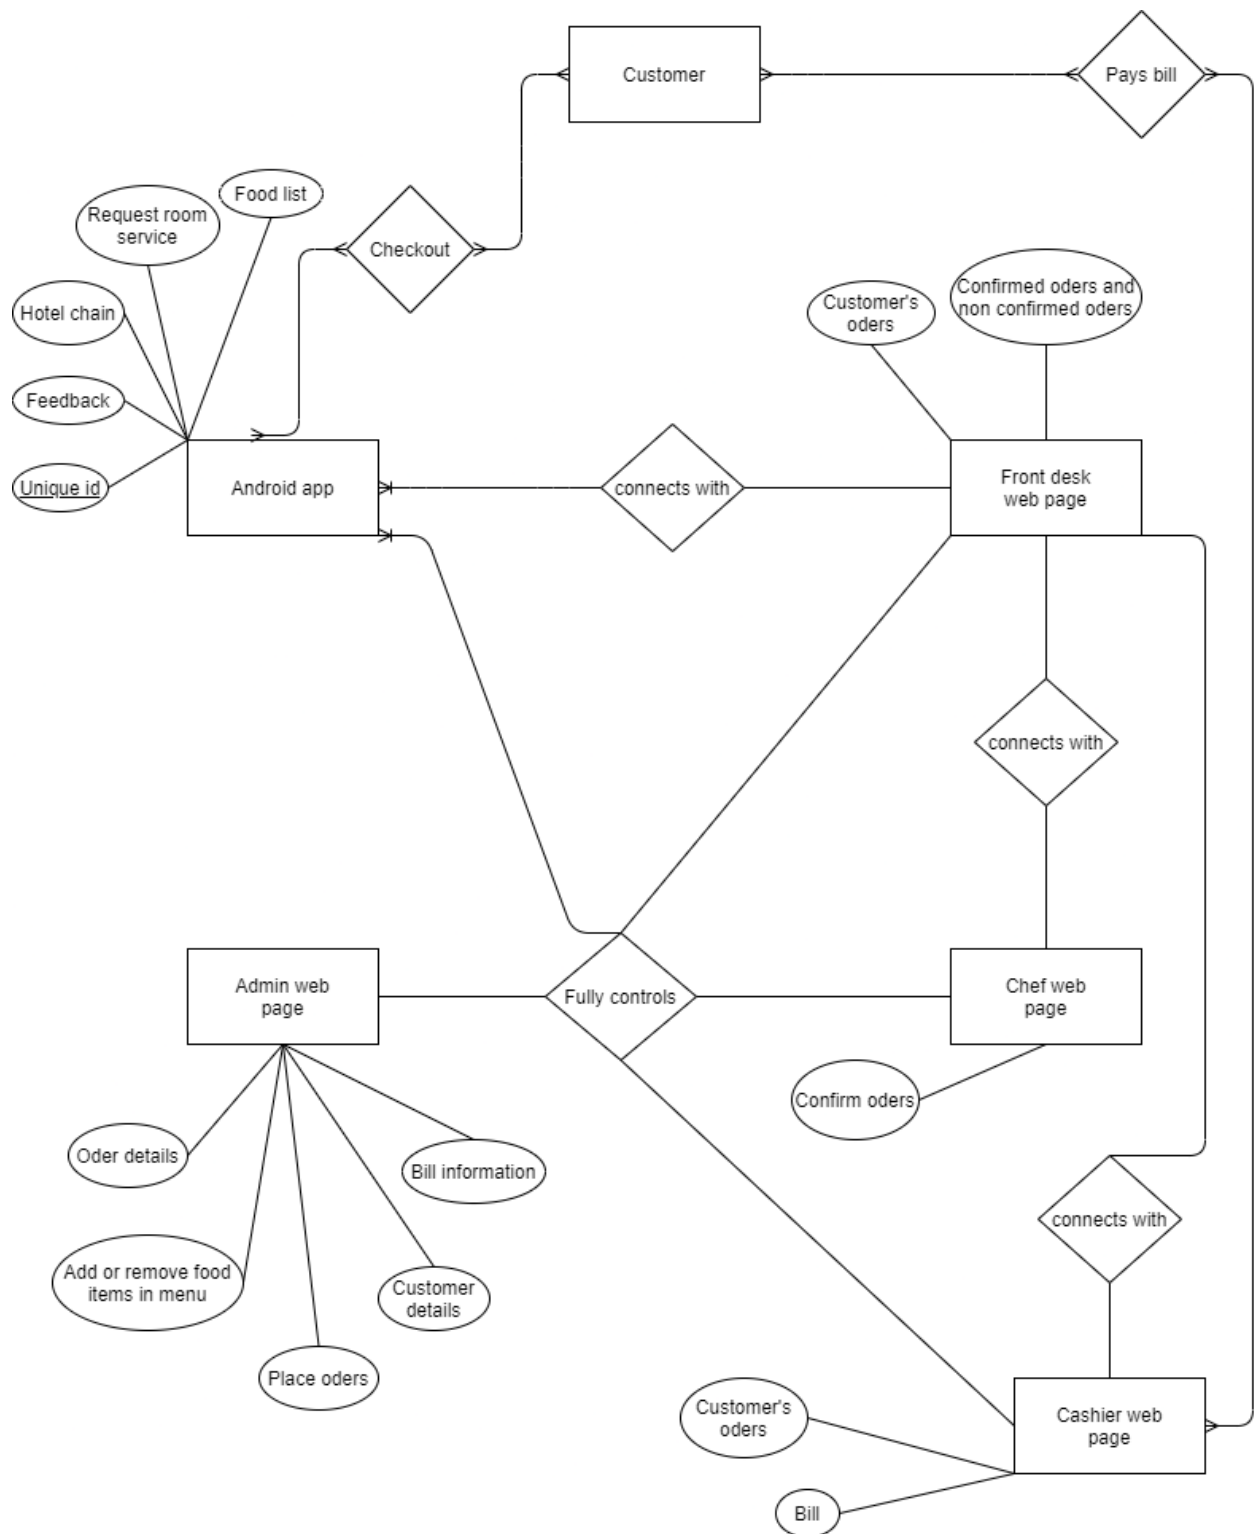 Customer
Pays bill
Food list
Request room
service
Checkout
Hotel chain
Customer's
oders
Confirmed oders and
non confirmed oders
Feedback
Unique id
Android app
connects with
Front desk
web page
connects with
Admin web
page
Fully controls
Chef web
page
Confirm oders
Oder details
Bill information
connects with
Add or remove food
items in menu
Customer
details
Place oders
Customer's
oders
Cashier web
page
Bill